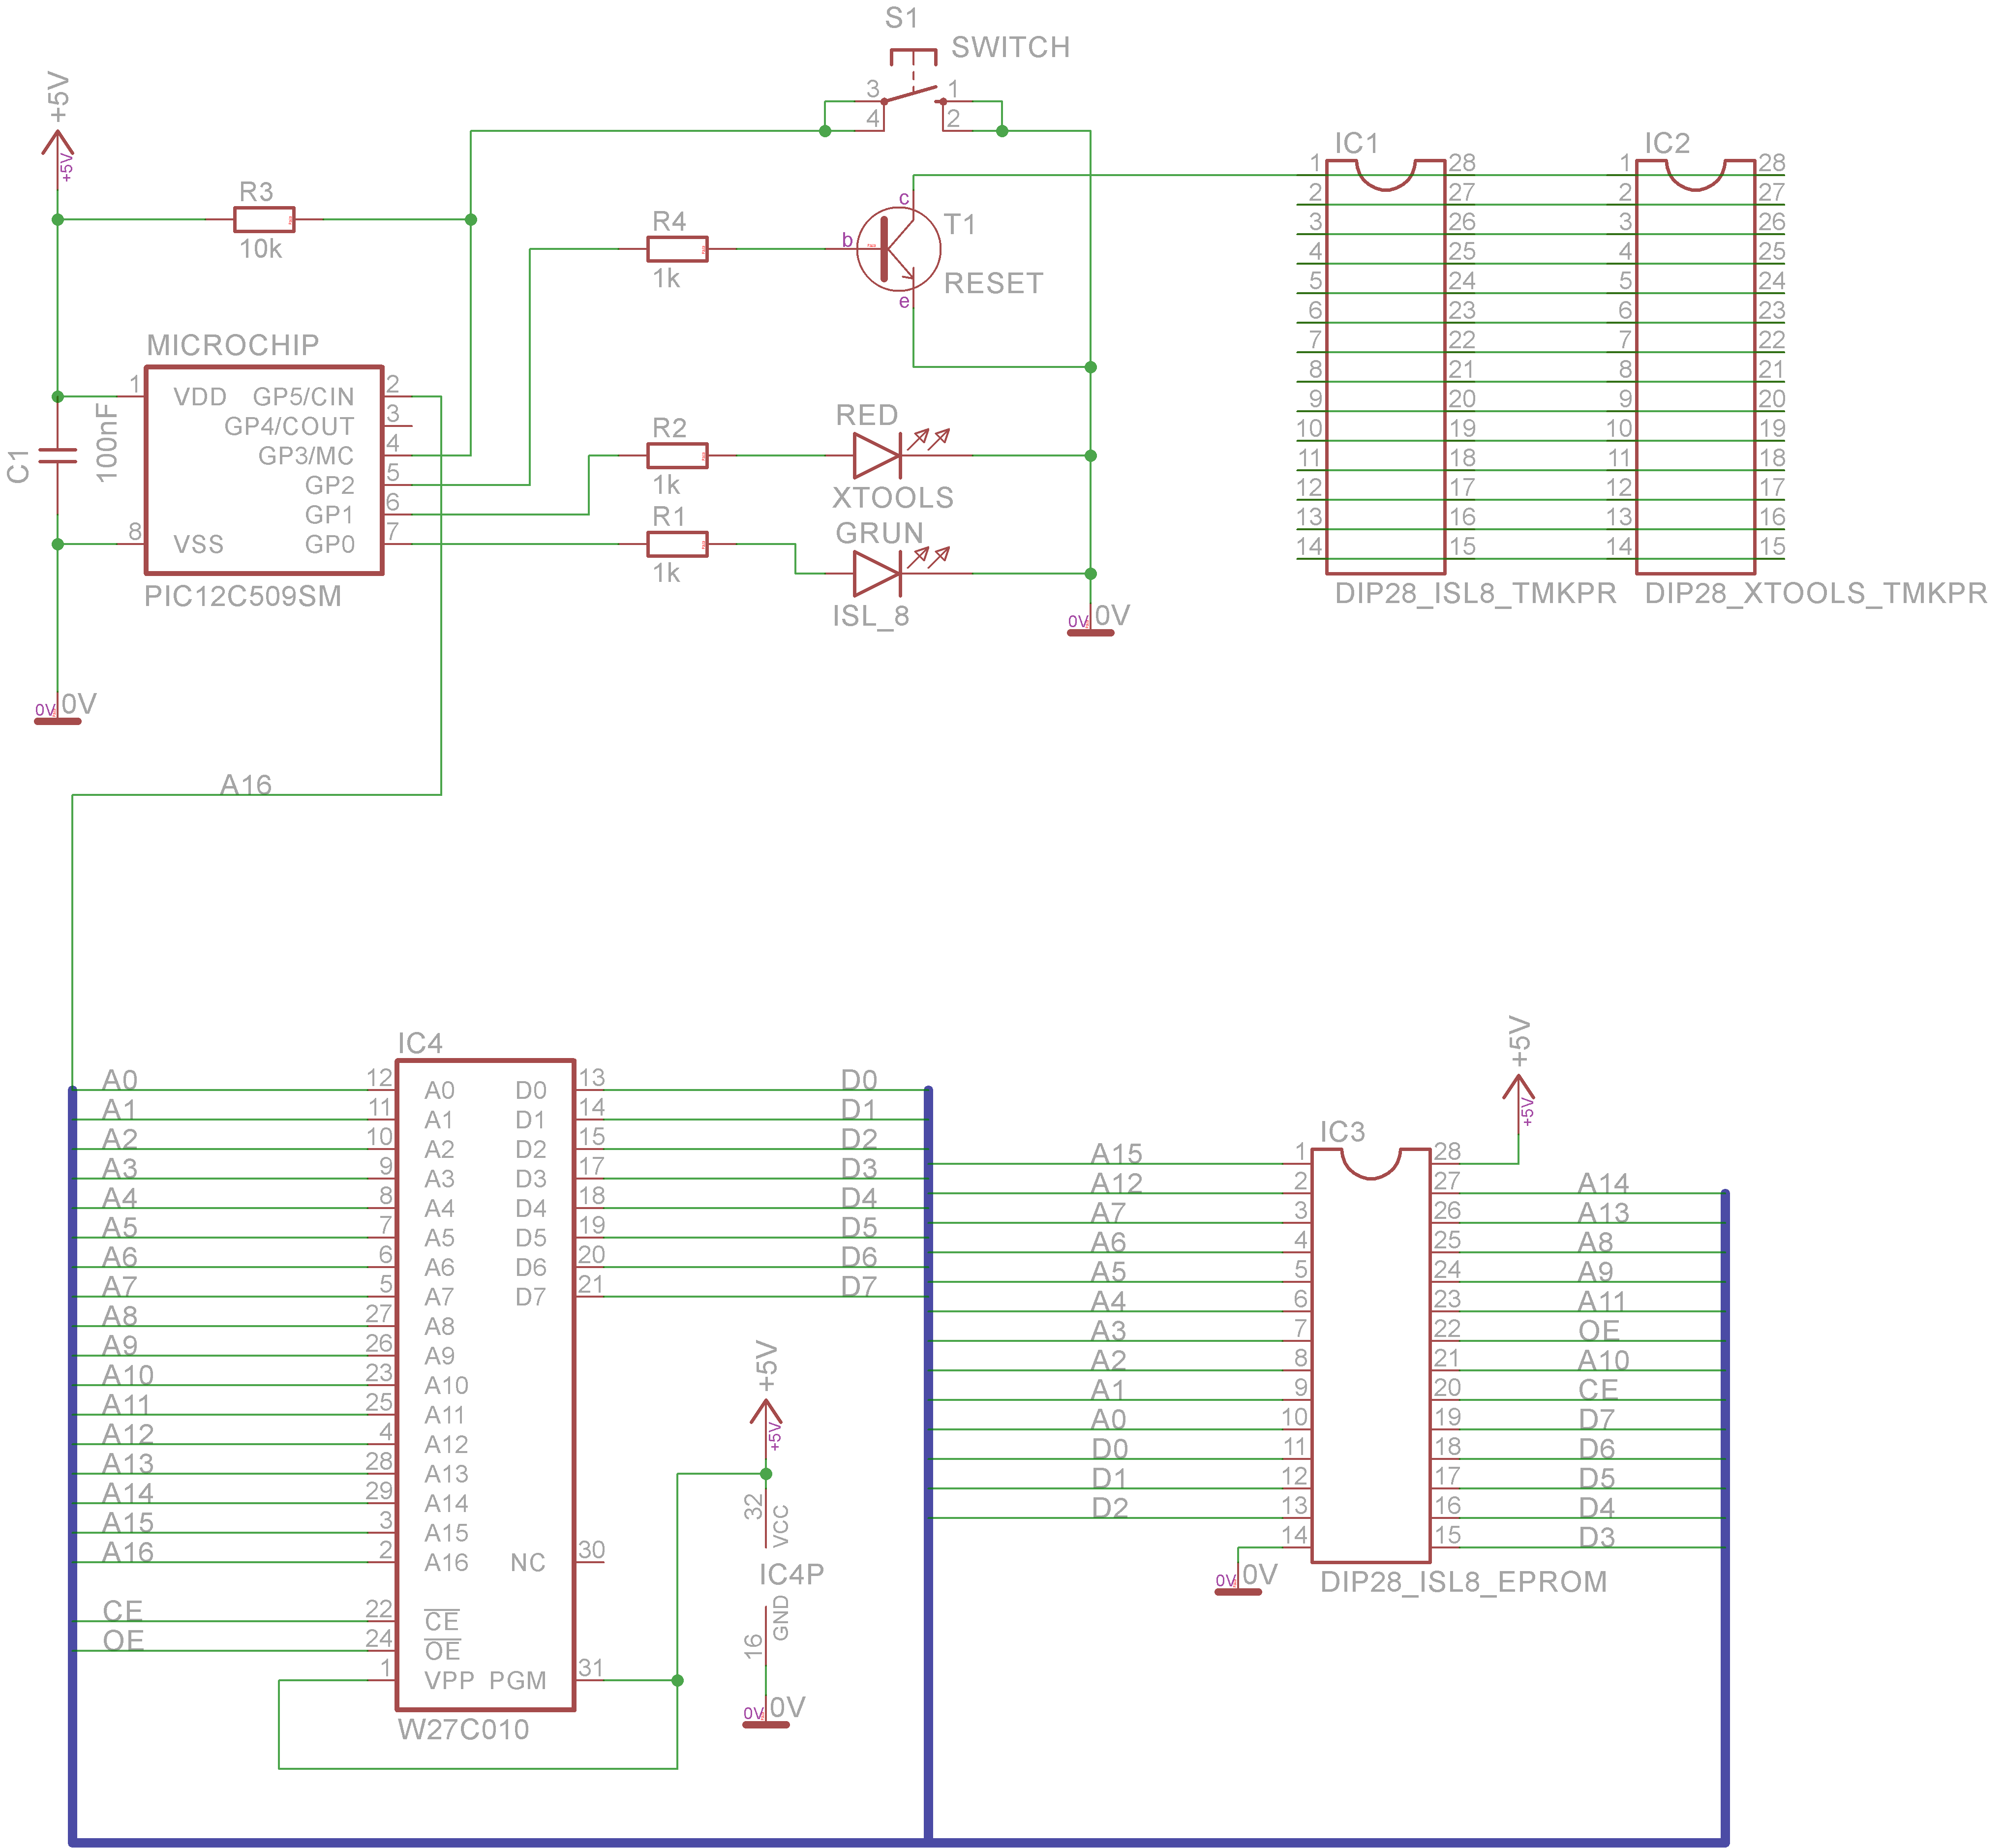 S1
SWITCH
3
1
4
2
+5V
+5V
R3
10k
R4
1k
b
c
e
T1
RESET
IC1
1
28
2
27
3
26
4
25
5
24
6
23
7
22
8
21
9
20
10
19
11
18
12
17
13
16
14
15
DIP28_ISL8_TMKPR
IC2
1
28
2
27
3
26
4
25
5
24
6
23
7
22
8
21
9
20
10
19
11
18
12
17
13
16
14
15
DIP28_XTOOLS_TMKPR
MICROCHIP
1
VDD
GP5/CIN
2
GP4/COUT
3
GP3/MC
4
GP2
5
GP1
6
8
VSS
GP0
7
PIC12C509SM
C1
100nF
R2
1k
RED
XTOOLS
R1
1k
GRUN
ISL_8
0V
0V
0V
0V
A16
IC4
A0
12
A0
D0
13
D0
A1
11
A1
D1
14
D1
A2
10
A2
D2
15
D2
A3
9
A3
D3
17
D3
A4
8
A4
D4
18
D4
A5
7
A5
D5
19
D5
A6
6
A6
D6
20
D6
A7
5
A7
D7
21
D7
A8
27
A8
A9
26
A9
A10
23
A10
A11
25
A11
A12
4
A12
A13
28
A13
A14
29
A14
A15
3
A15
A16
2
A16
NC
30
CE
22
CE
OE
24
OE
1
VPP
PGM
31
W27C010
+5V
+5V
32
VCC
IC4P
16
GND
0V
0V
+5V
+5V
IC3
A15
1
28
A12
2
27
A14
A7
3
26
A13
A6
4
25
A8
A5
5
24
A9
A4
6
23
A11
A3
7
22
OE
A2
8
21
A10
A1
9
20
CE
A0
10
19
D7
D0
11
18
D6
D1
12
17
D5
D2
13
16
D4
14
15
D3
0V
0V
DIP28_ISL8_EPROM